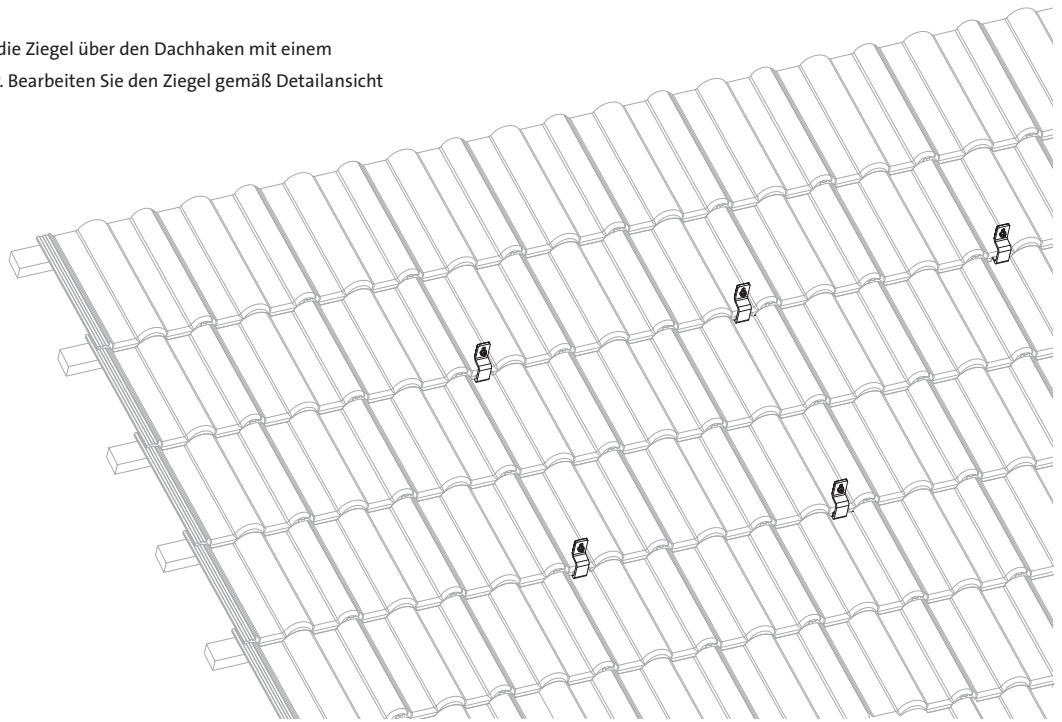 die Ziegel über den Dachhaken mit einem
. Bearbeiten Sie den Ziegel gemäß Detailansicht